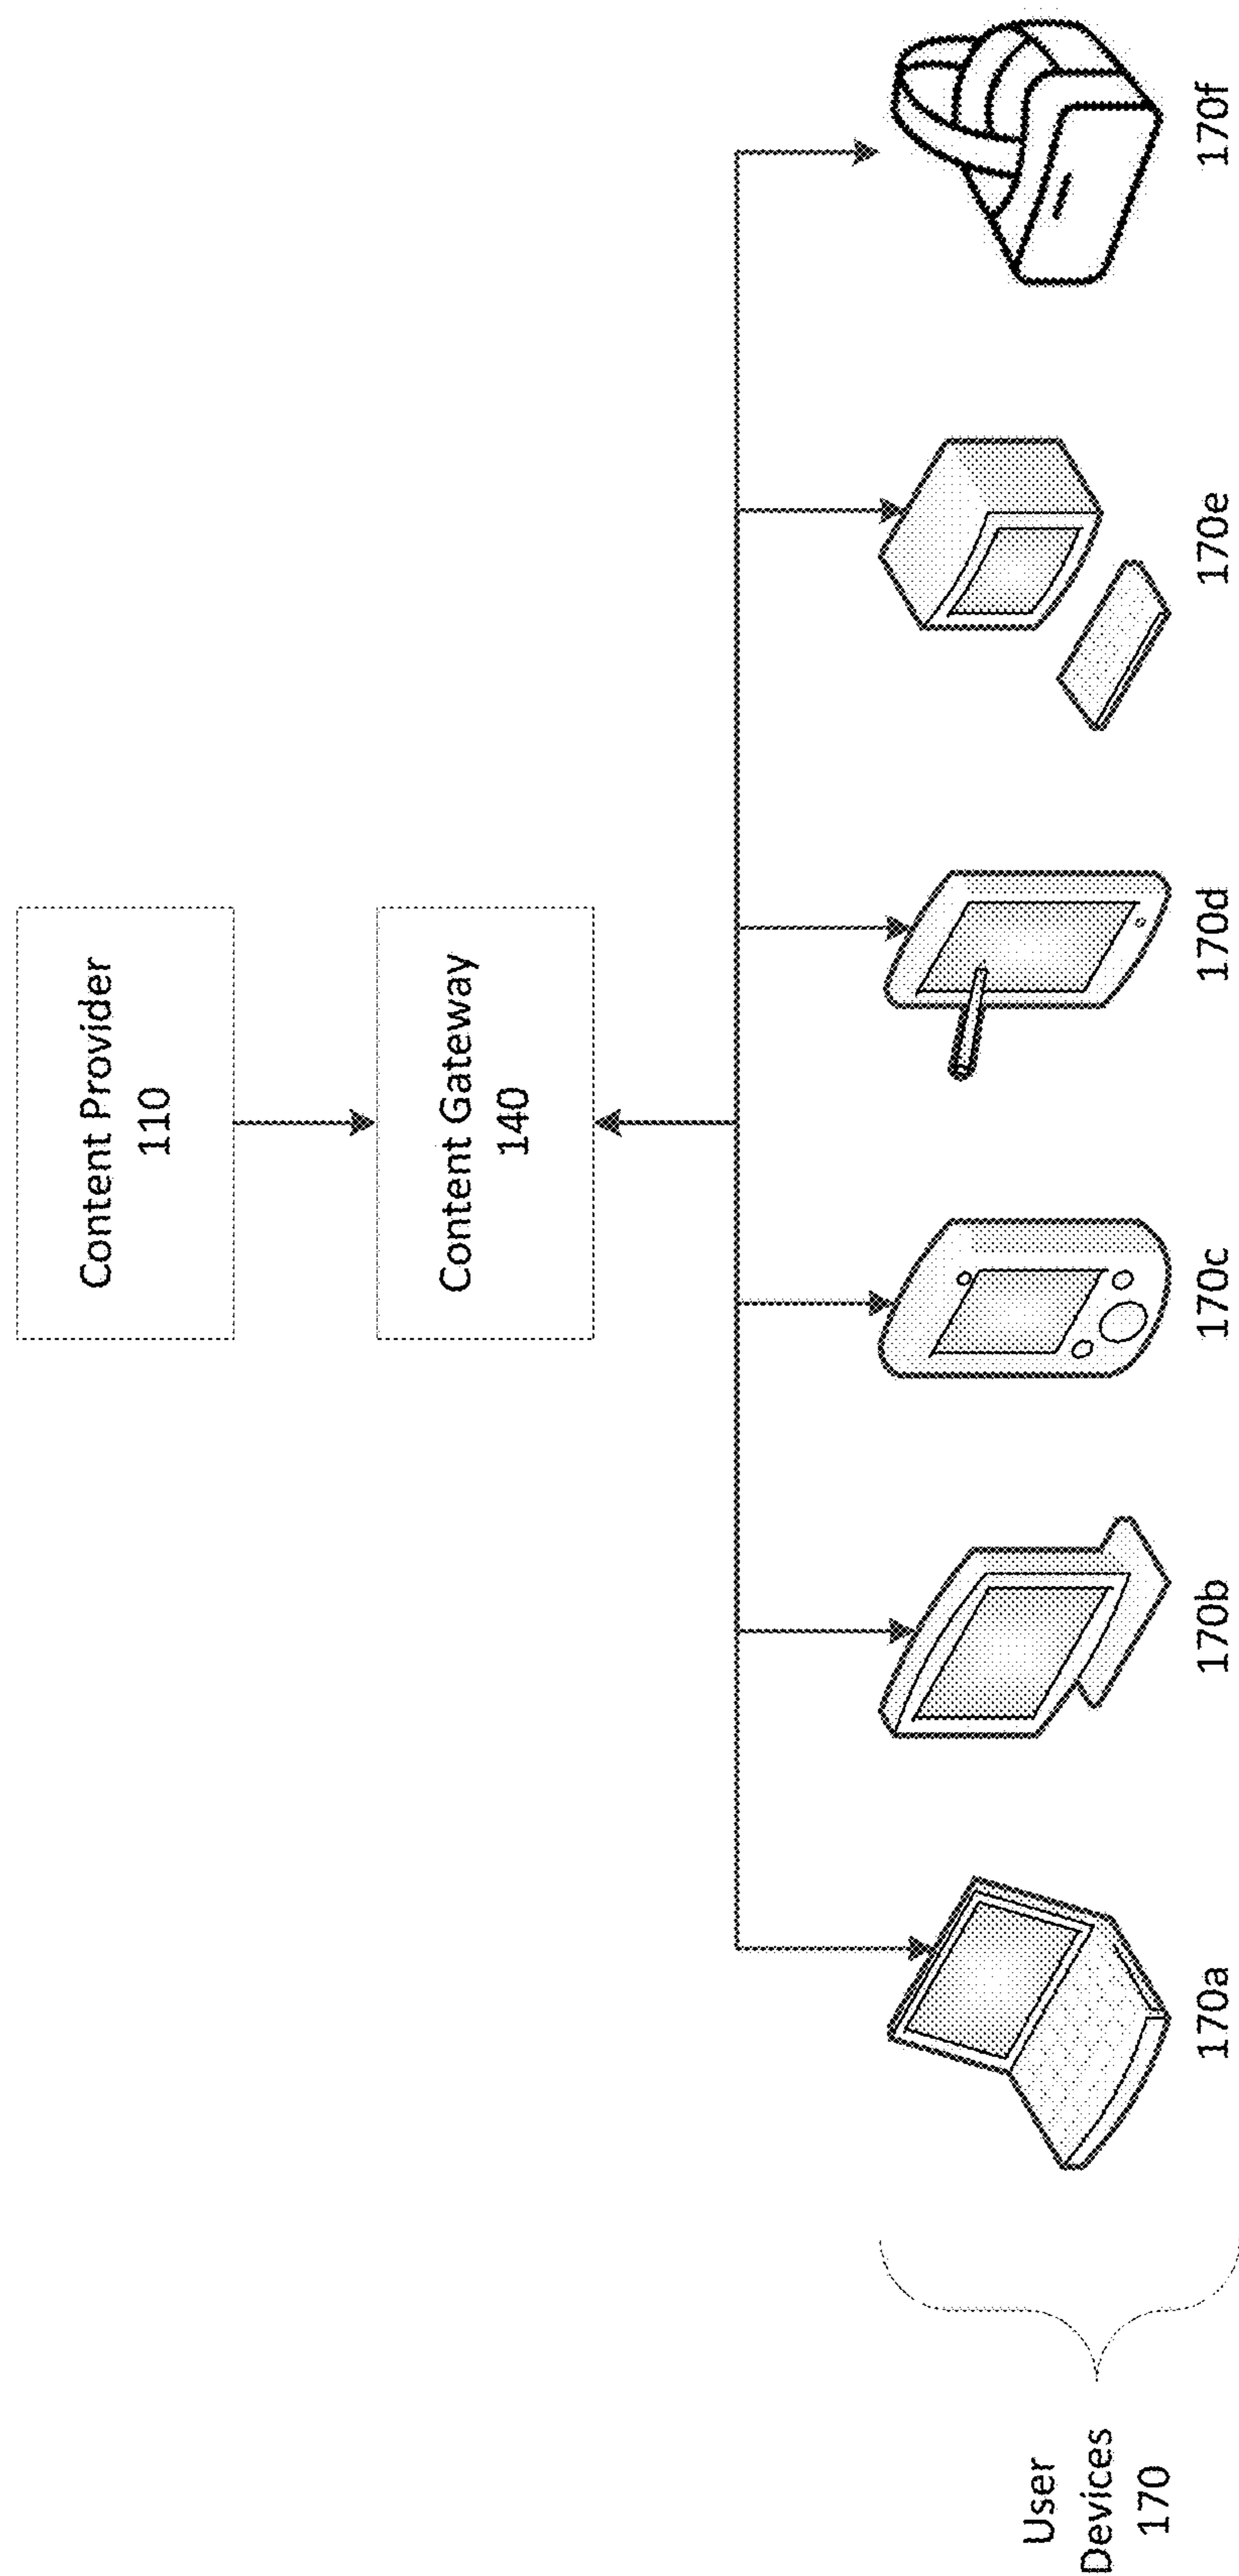 Content Provider
110
Content Gateway
140
User
Devices
170
170a
170b
170c
170d
170e
170f